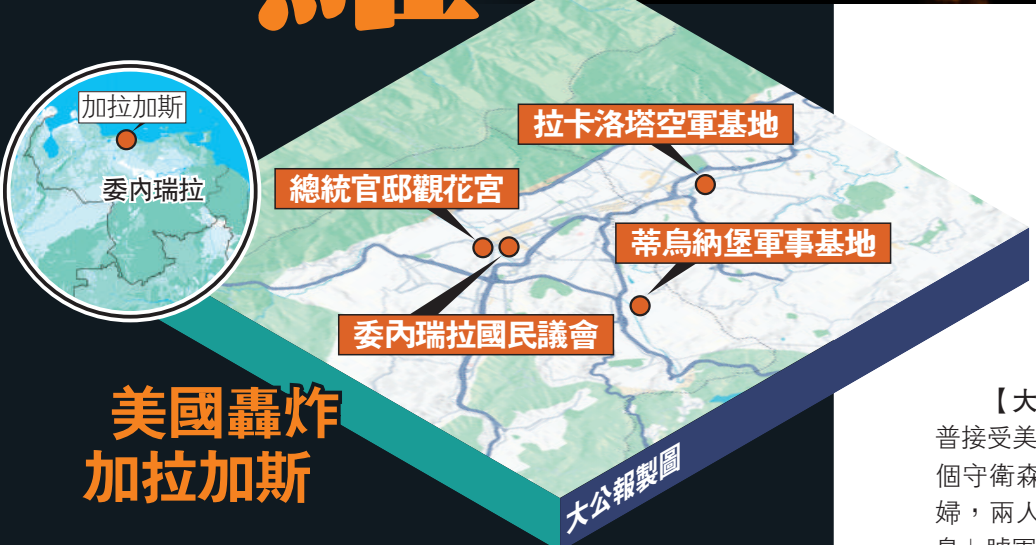 加拉加斯
委內瑞拉
拉卡洛塔空軍基地
總統官邸觀花宮
蒂烏納堡軍事基地
委內瑞拉國民議會
美國轟炸
加拉加斯
大公報製圖
【大
普接受美
個守衛森
婦，兩人